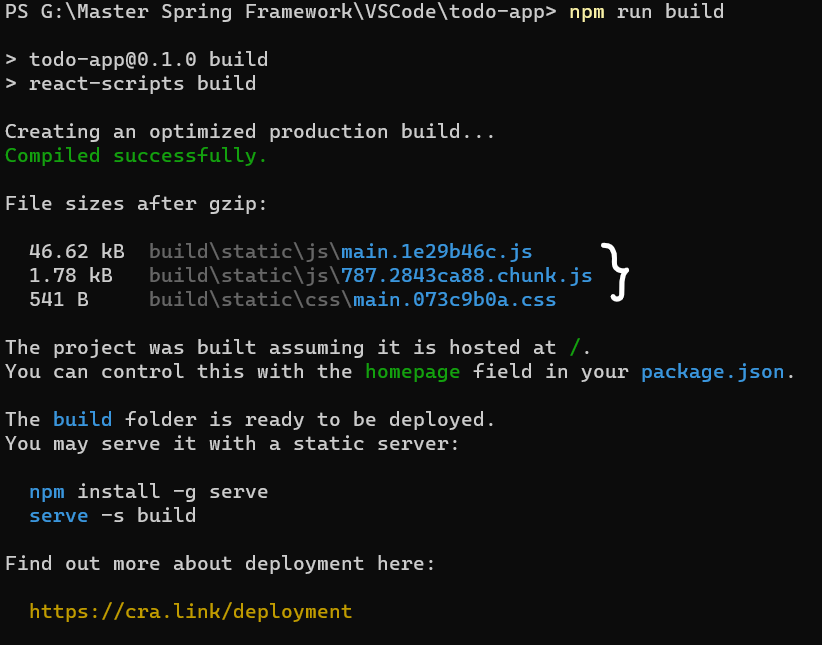 PS G:\Master Spring Framework\VSCode\todo-app> npm run build
> todo-app@0.1.0 build
> react-scripts build
Creating an optimized production build...
Compiled successfully.
File sizes after gzip:
46.62 kB  build\static\js\main.1e29b46c.js
1.78 kB   build\static\js\787.2843ca88.chunk.js
541 B     build\static\css\main.073c9b0a.css
The project was built assuming it is hosted at /.
You can control this with the homepage field in your package.json.
The build folder is ready to be deployed.
You may serve it with a static server:
npm install -g serve
serve -s build
Find out more about deployment here:
https://cra.link/deployment